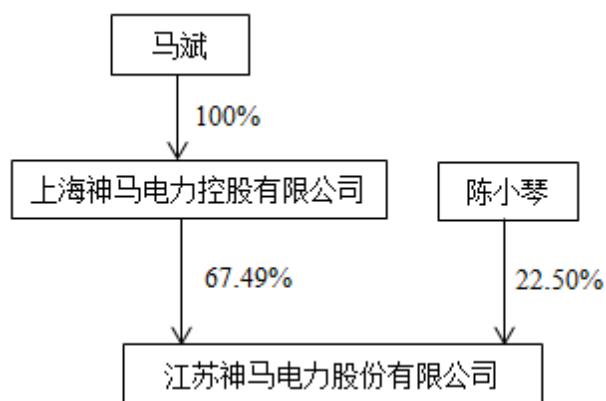 马斌
100%
上海神马电力控股有限公司
陈小琴
67.49%
22.50%
江苏神马电力股份有限公司